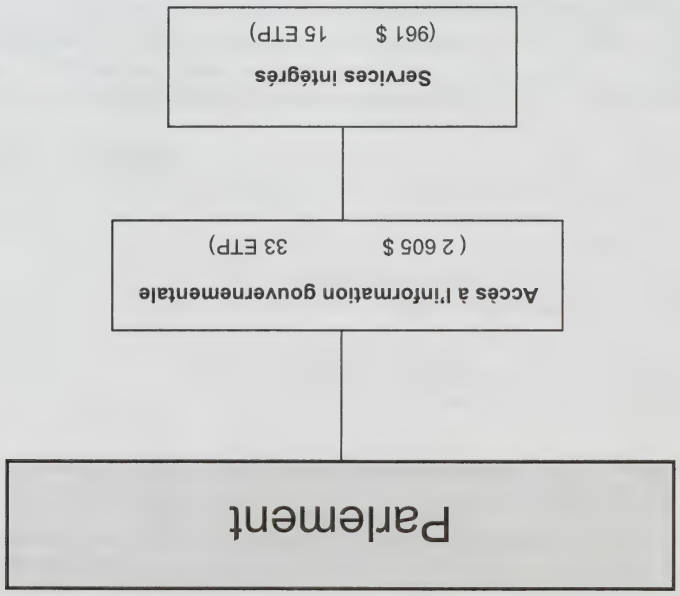 Parlement
Accès à l'information gouvernementale
( 2 605 $ 33 ETP)
Services intégrés
(961 $ 15 ETP)